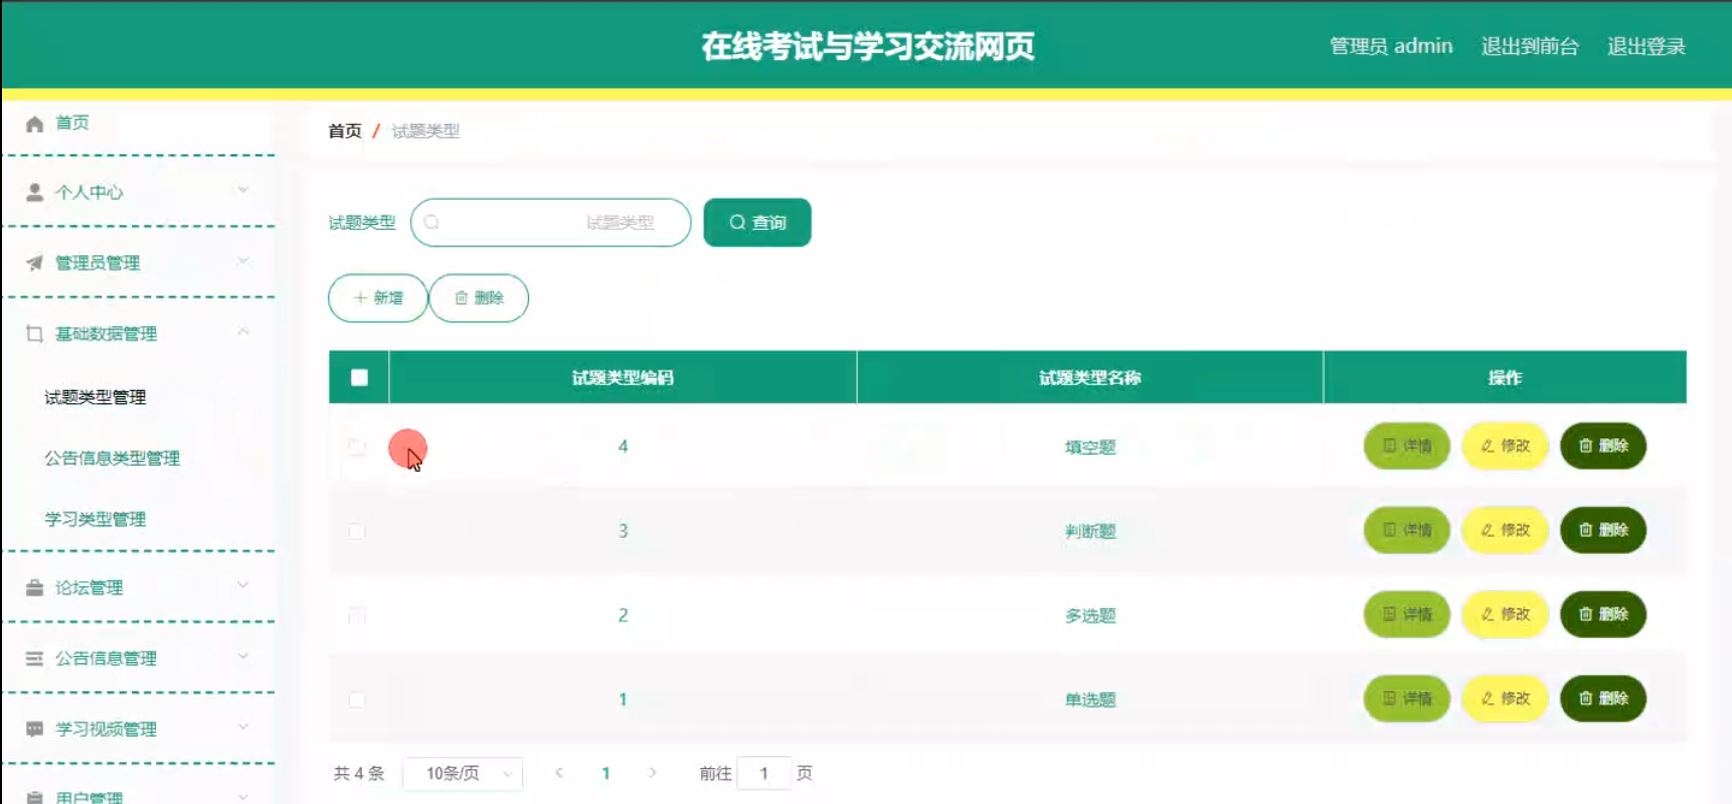 在线考试与学习交流网页
管理员 admin 退出到前台 退出登录
首页
个人中心
管理员管理
基础数据管理
试题类型管理
公告信息类型管理
学习类型管理
论坛管理
公告信息管理
学习视频管理
用户管理
首页 / 试题类型
试题类型 试题类型 查询
新增 删除
试题类型编码 试题类型名称 操作
4 填空题 详情 修改 删除
3 判断题 详情 修改 删除
2 多选题 详情 修改 删除
1 单选题 详情 修改 删除
共 4 条 10条/页 < 1 > 前往 1 页